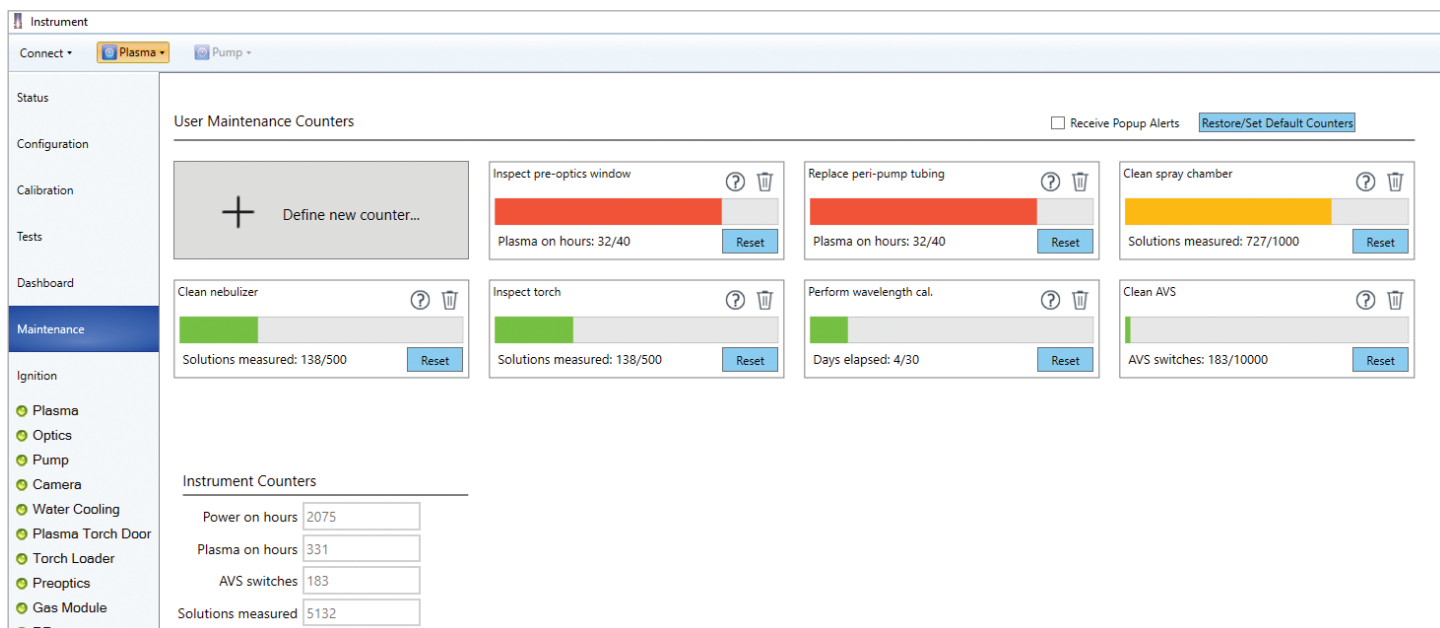 Instrument
Connect
Plasma
Pump
Status
Configuration
Calibration
Tests
Dashboard
Maintenance
Ignition
Plasma
Optics
Pump
Camera
Water Cooling
Plasma Torch Door
Torch Loader
Preoptics
Gas Module
User Maintenance Counters
Receive Popup Alerts
Restore/Set Default Counters
+ Define new counter...
Inspect pre-optics window
?
Plasma on hours: 32/40
Reset
Replace peri-pump tubing
?
Plasma on hours: 32/40
Reset
Clean spray chamber
?
Solutions measured: 727/1000
Reset
Clean nebulizer
?
Solutions measured: 138/500
Reset
Inspect torch
?
Solutions measured: 138/500
Reset
Perform wavelength cal.
?
Days elapsed: 4/30
Reset
Clean AVS
?
AVS switches: 183/10000
Reset
Instrument Counters
Power on hours 2075
Plasma on hours 331
AVS switches 183
Solutions measured 5132